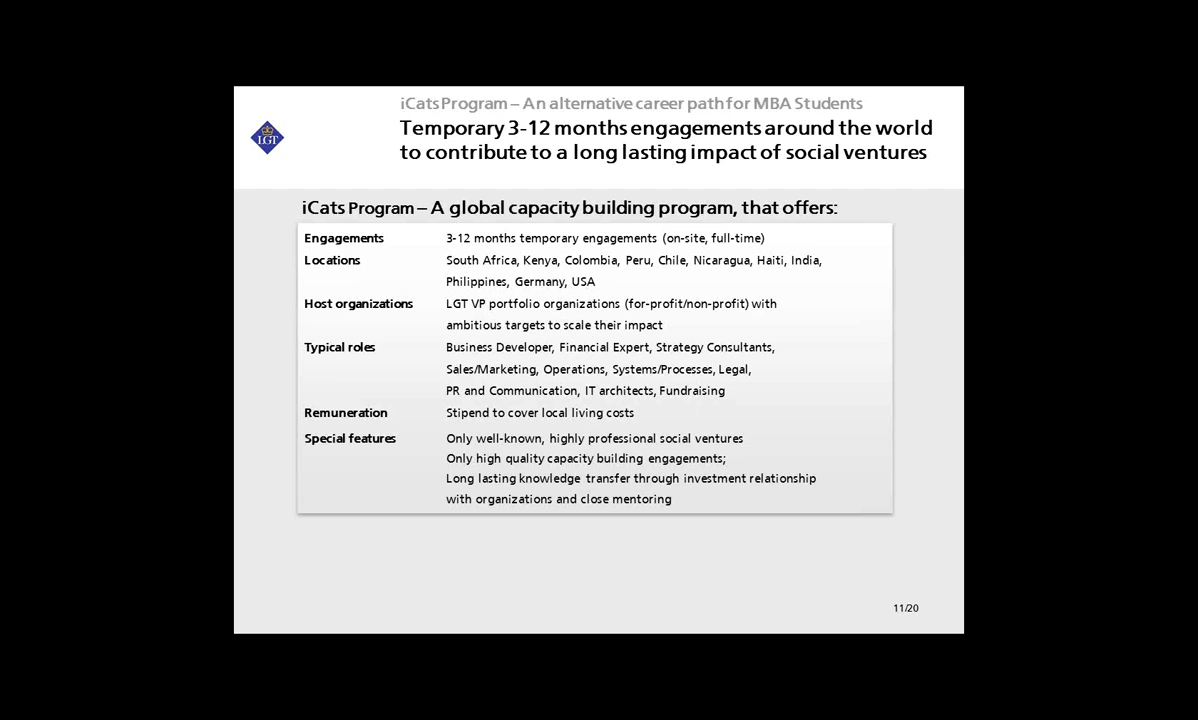 iCats Program – An alternative career path for MBA Students
Temporary 3-12 months engagements around the world
to contribute to a long lasting impact of social ventures
LGT
iCats Program – A global capacity building program, that offers:
Engagements 3-12 months temporary engagements (on-site, full-time)
Locations South Africa, Kenya, Colombia, Peru, Chile, Nicaragua, Haiti, India,
Philippines, Germany, USA
Host organizations LGT VP portfolio organizations (for-profit/non-profit) with
ambitious targets to scale their impact
Typical roles Business Developer, Financial Expert, Strategy Consultants,
Sales/Marketing, Operations, Systems/Processes, Legal,
PR and Communication, IT architects, Fundraising
Remuneration Stipend to cover local living costs
Special features Only well-known, highly professional social ventures
Only high quality capacity building engagements;
Long lasting knowledge transfer through investment relationship
with organizations and close mentoring
11/20